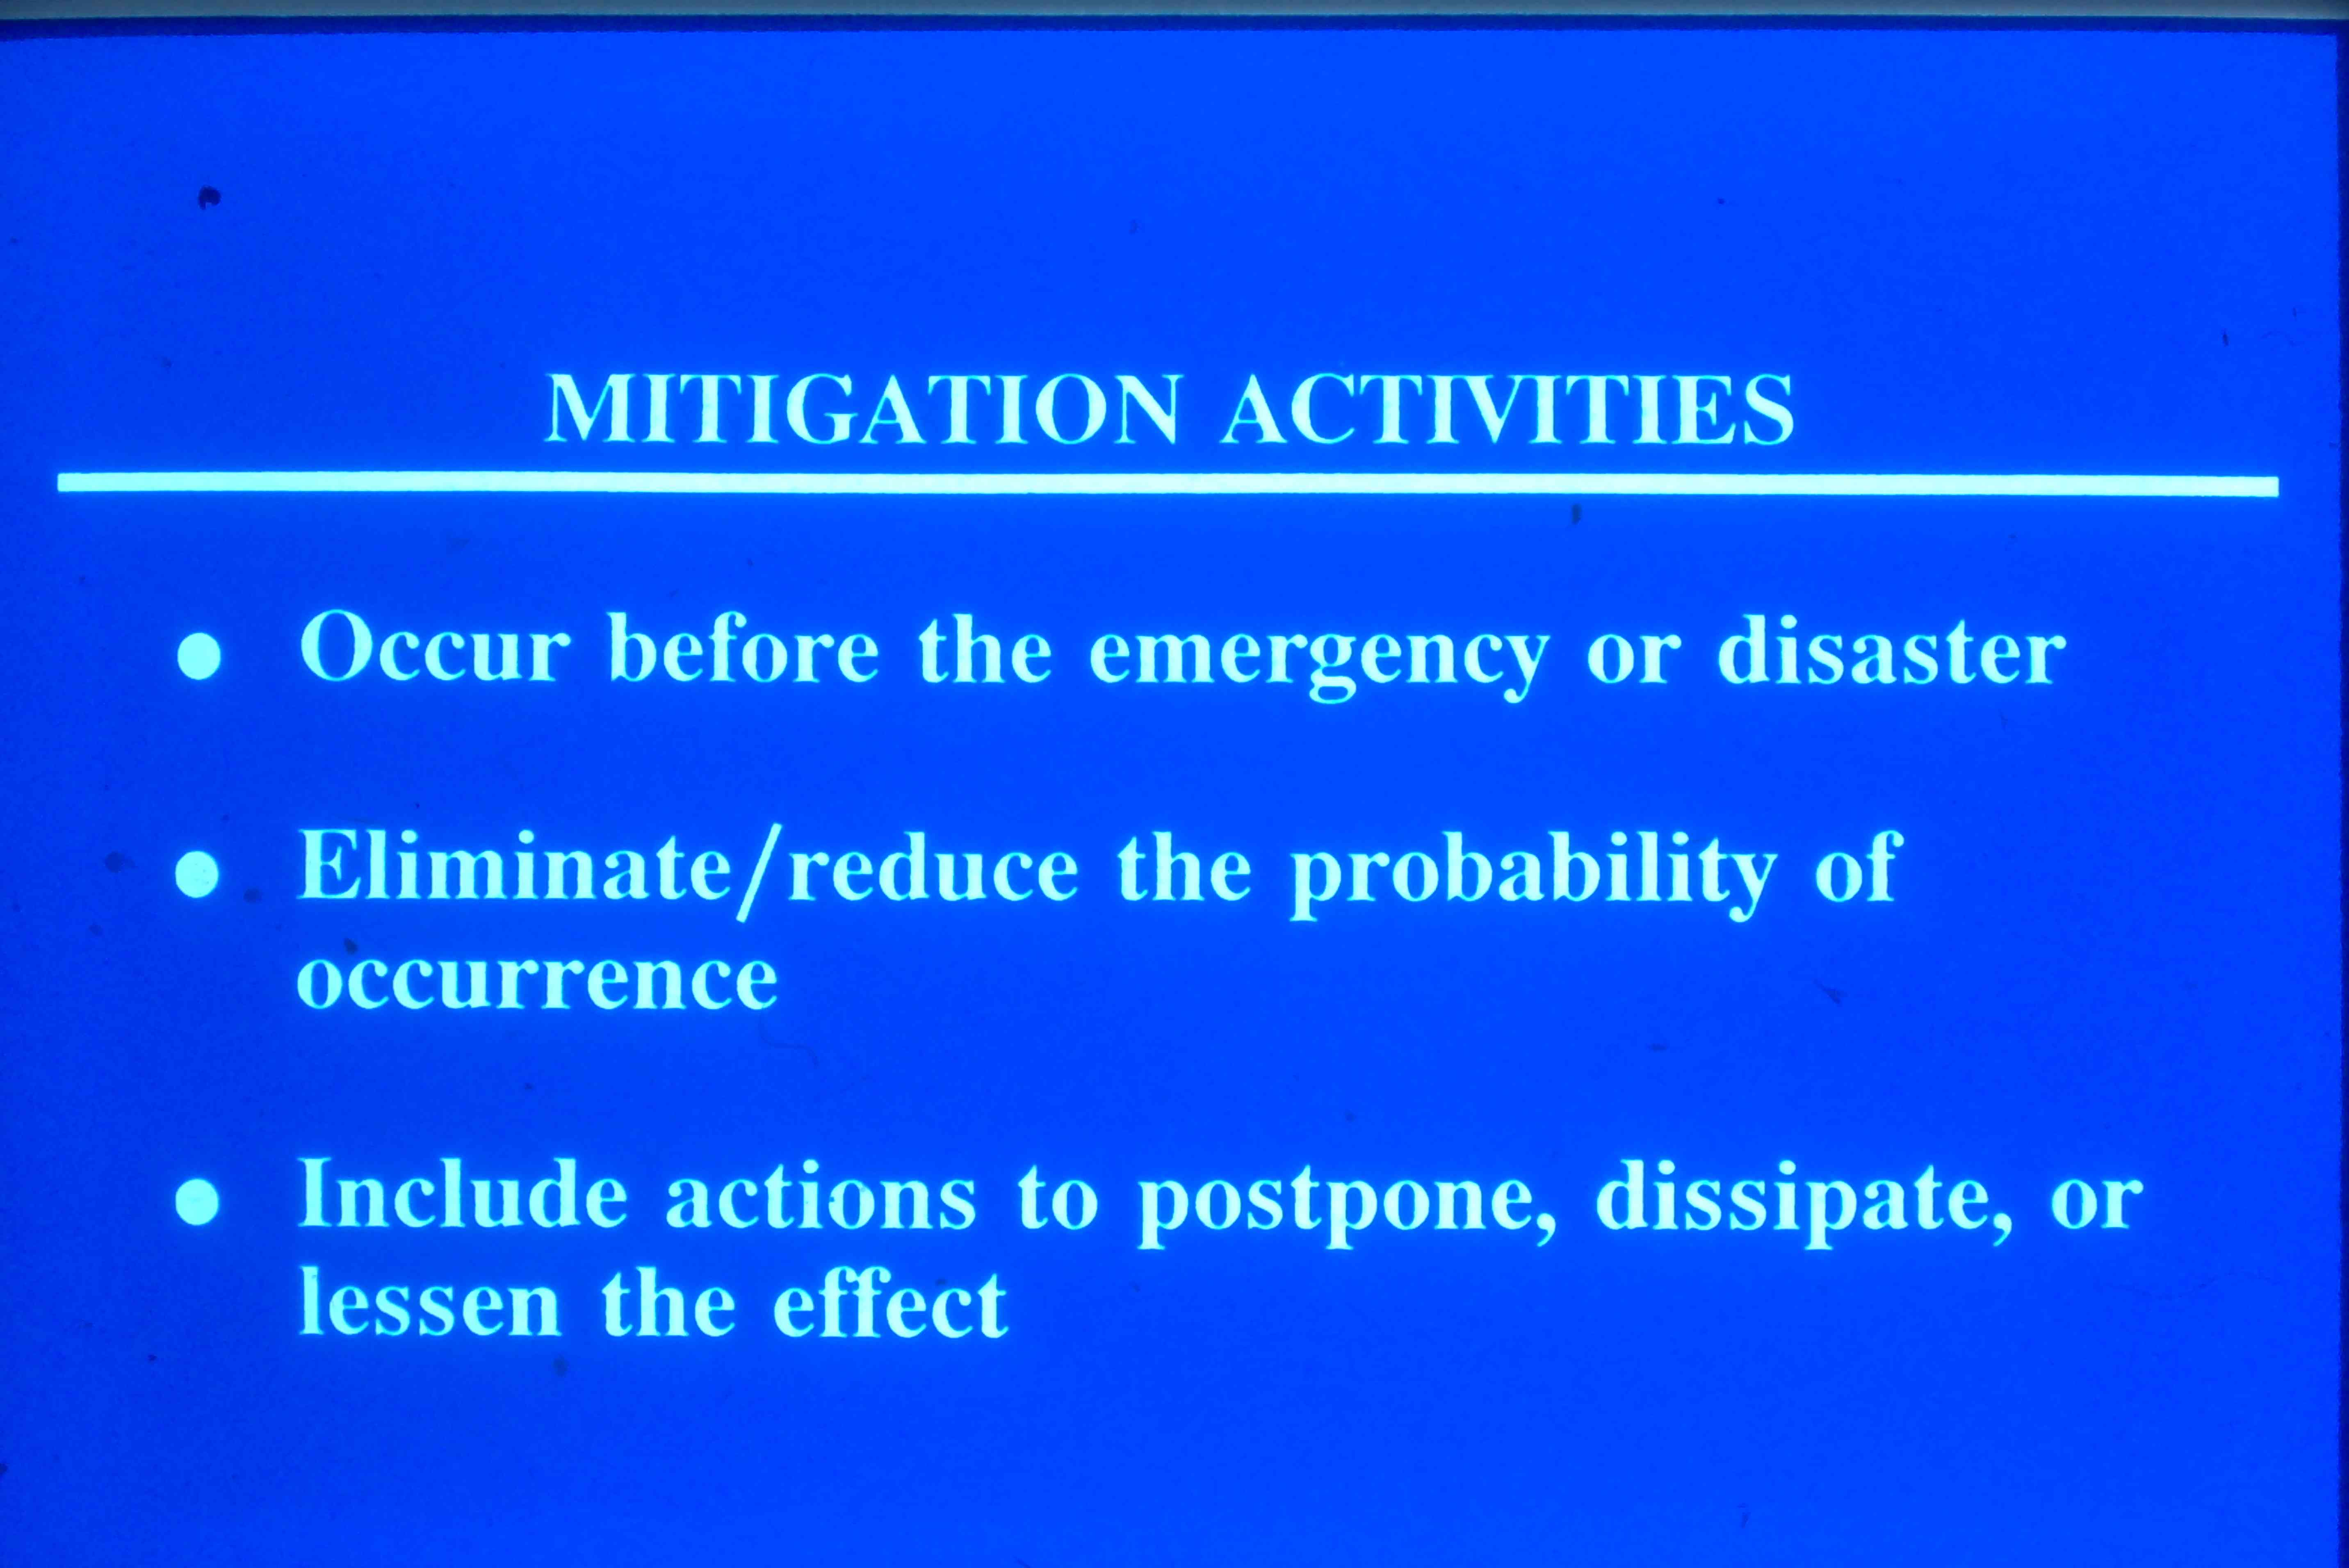 MITIGATION ACTIVITIES
● Occur before the emergency or disaster
● Eliminate/reduce the probability of
occurrence
● Include actions to postpone, dissipate, or
lessen the effect